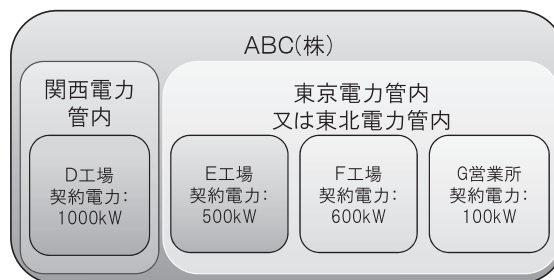 ABC(株)
関西電力
管内
D工場
契約電力:
1000kW
東京電力管内
又は東北電力管内
E工場
契約電力:
500kW
F工場
契約電力:
600kW
G営業所
契約電力:
100kW